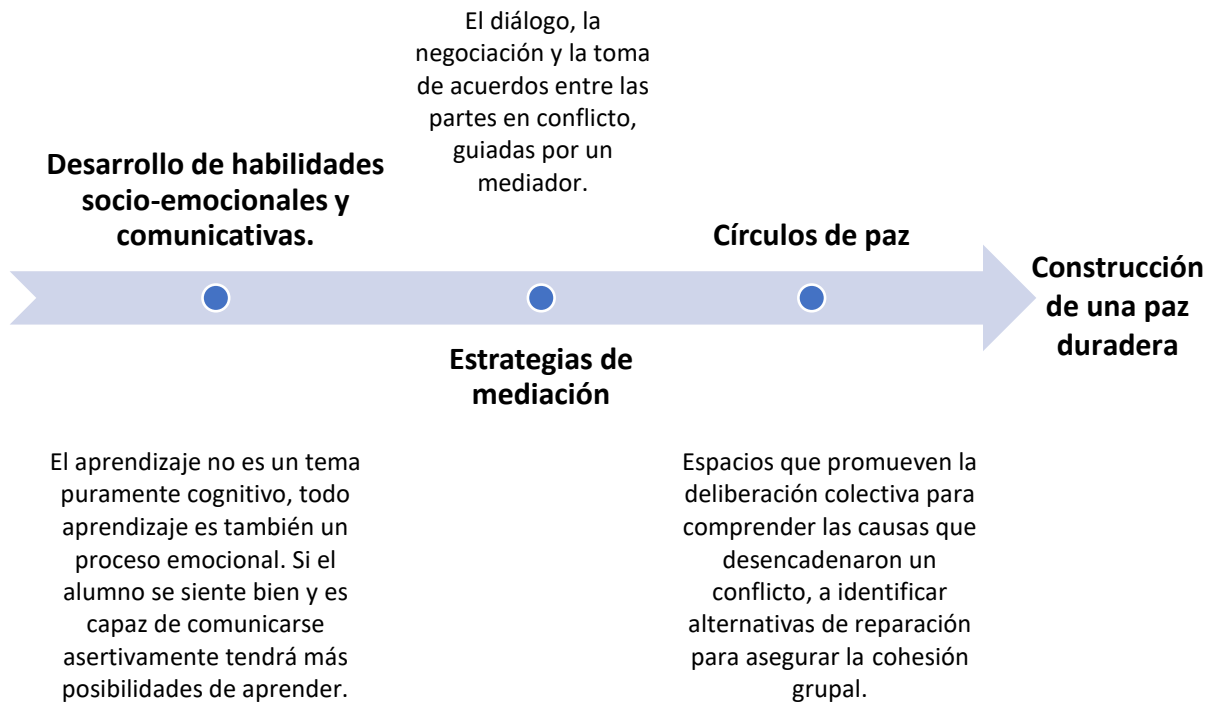 Desarrollo de habilidades
socio-emocionales y
comunicativas.
El aprendizaje no es un tema
puramente cognitivo, todo
aprendizaje es también un
proceso emocional. Si el
alumno se siente bien y es
capaz de comunicarse
asertivamente tendrá más
posibilidades de aprender.
El diálogo, la
negociación y la toma
de acuerdos entre las
partes en conflicto,
guiadas por un
mediador.
Estrategias de
mediación
Círculos de paz
Espacios que promueven la
deliberación colectiva para
comprender las causas que
desencadenaron un
conflicto, a identificar
alternativas de reparación
para asegurar la cohesión
grupal.
Construcción
de una paz
duradera